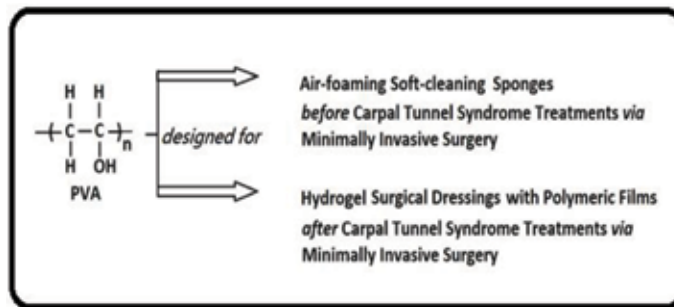 H H
C C n
H OH
PVA
designed for
Air-foaming Soft-cleaning Sponges
before Carpal Tunnel Syndrome Treatments via
Minimally Invasive Surgery
Hydrogel Surgical Dressings with Polymeric Films
after Carpal Tunnel Syndrome Treatments via
Minimally Invasive Surgery